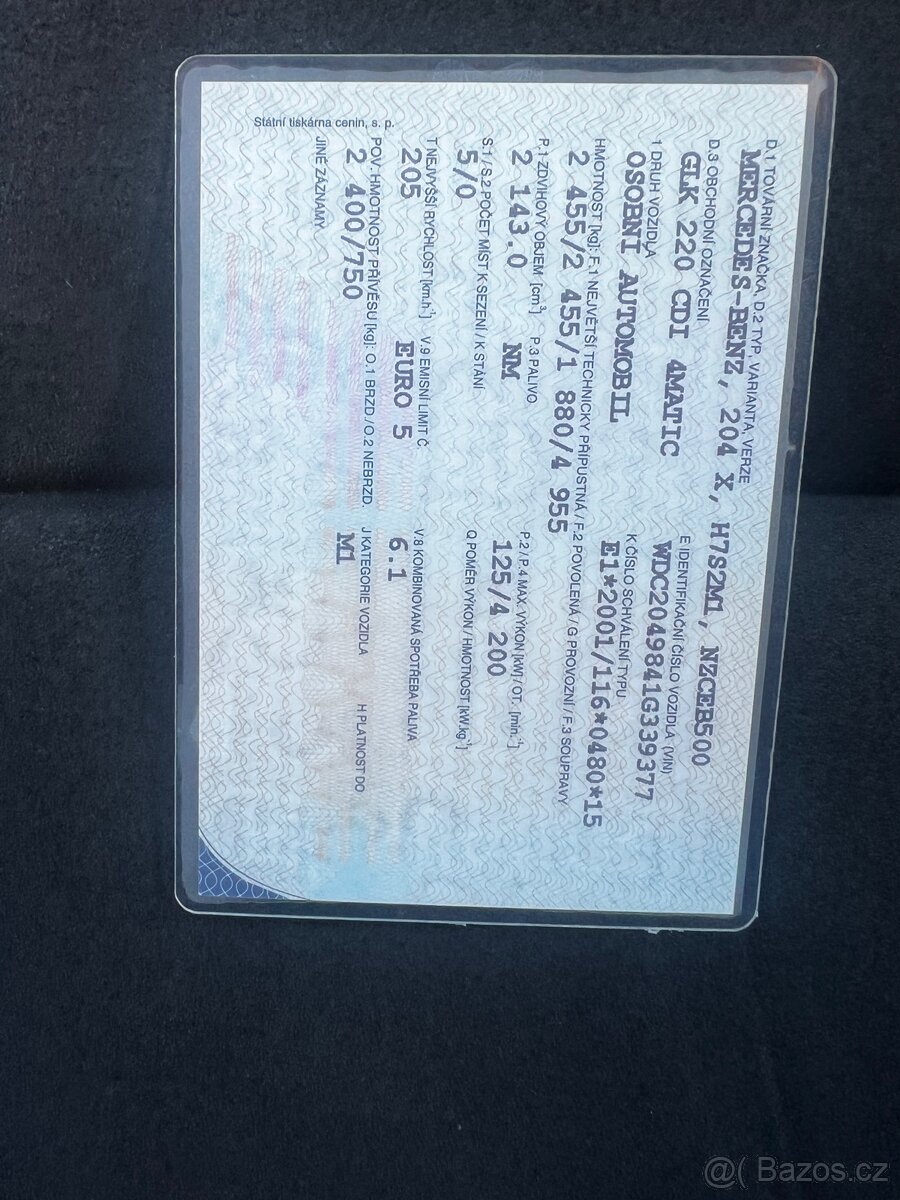 D.1 TOVÁRNÍ ZNAČKA, D.2 TYP, VARIANTA, VERZE
MERCEDES-BENZ, 204 X, H7S2M1, NZCEB500
D.3 OBCHODNÍ OZNAČENÍ E IDENTIFIKAČNÍ ČÍSLO VOZIDLA (VIN)
GLK 220 CDI 4MATIC WDC2049841G339377
1 DRUH VOZIDLA K ČÍSLO SCHVÁLENÍ TYPU
OSOBNÍ AUTOMOBIL E1*2001/116*0480*15
HMOTNOST [kg]: F.1 NEJVĚTŠÍ TECHNICKY PŘÍPUSTNÁ / F.2 POVOLENÁ / G PROVOZNÍ / F.3 SOUPRAVY
2 455/2 455/1 880/4 955
P.1 ZDVIHOVÝ OBJEM [cm³] P.3 PALIVO P.2 / P.4 MAX. VÝKON [kW] / OT. [min.⁻¹]
2 143.0 NM 125/4 200
S.1 / S.2 POČET MÍST K SEZENÍ / K STÁNÍ Q POMĚR VÝKON / HMOTNOST [kW.kg⁻¹]
5/0
T NEJVYŠŠÍ RYCHLOST [km.h⁻¹] V.9 EMISNÍ LIMIT Č. V.8 KOMBINOVANÁ SPOTŘEBA PALIVA
205 EURO 5 6.1
POV. HMOTNOST PŘÍVĚSU [kg]: O.1 BRZD. / O.2 NEBRZD. J KATEGORIE VOZIDLA H PLATNOST DO
2 400/750 M1
JINÉ ZÁZNAMY
Státní tiskárna cenin, s. p.
@( Bazos.cz